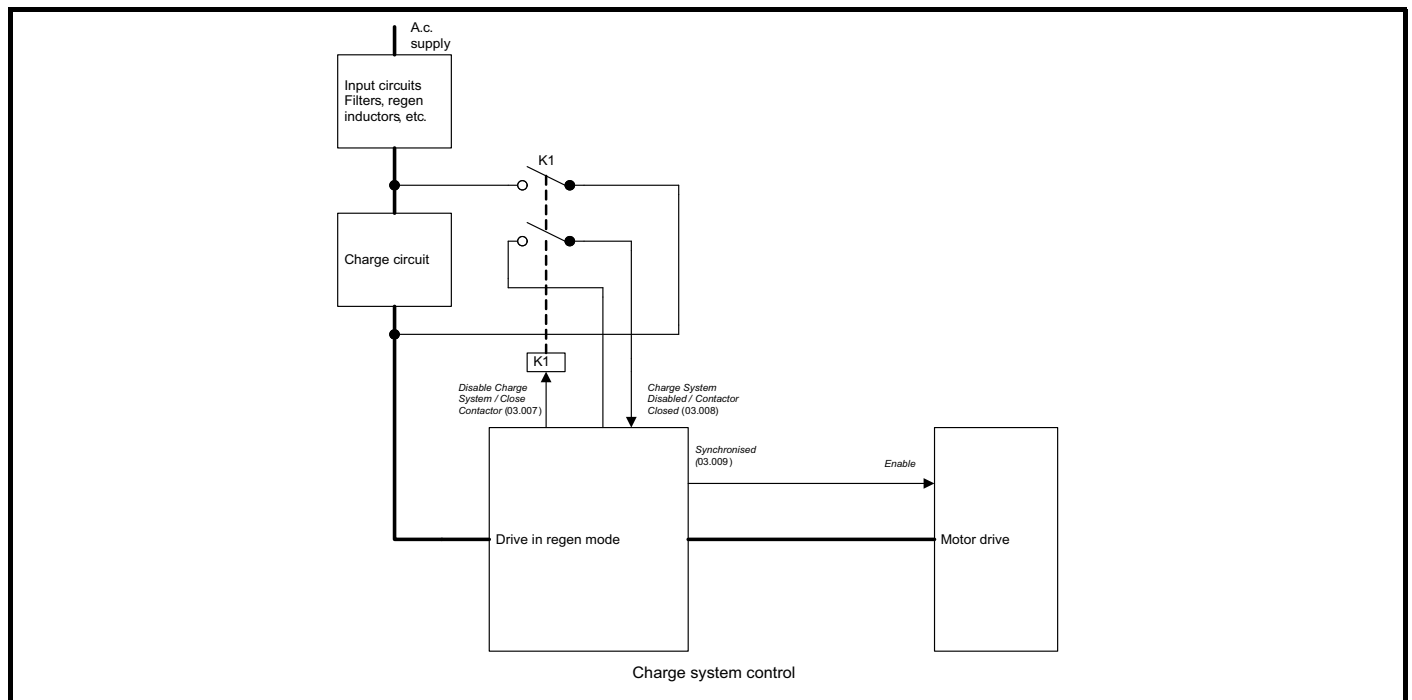 A.c.
supply
Input circuits
Filters, regen
inductors, etc.
K1
Charge circuit
K1
Disable Charge
System / Close
Contactor (03.007)
Charge System
Disabled / Contactor
Closed (03.008)
Synchronised
(03.009)
Enable
Drive in regen mode
Motor drive
Charge system control